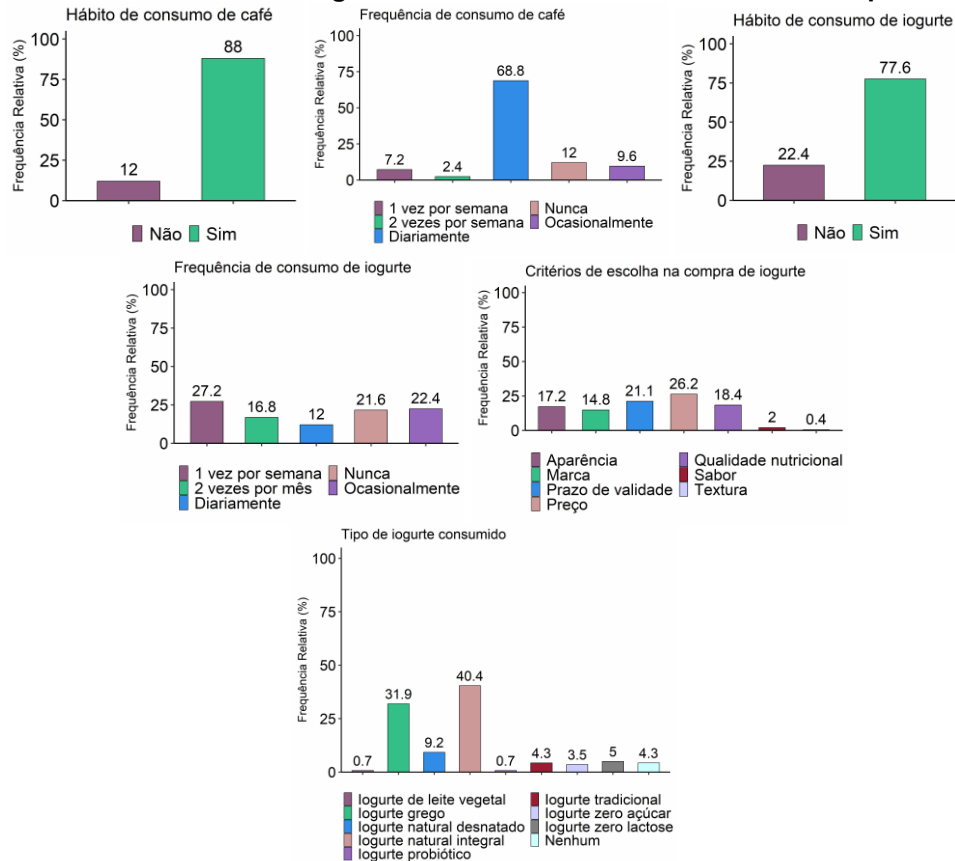 Hábito de consumo de café
Frequência Relativa (%)
100
75
50
25
0
12
88
Não
Sim
Frequência de consumo de café
Frequência Relativa (%)
100
75
50
25
0
7.2
2.4
68.8
12
9.6
1 vez por semana
2 vezes por semana
Diariamente
Nunca
Ocasionalmente
Hábito de consumo de iogurte
Frequência Relativa (%)
100
75
50
25
0
22.4
77.6
Não
Sim
Frequência de consumo de iogurte
Frequência Relativa (%)
100
75
50
25
0
27.2
16.8
12
21.6
22.4
1 vez por semana
2 vezes por mês
Diariamente
Nunca
Ocasionalmente
Critérios de escolha na compra de iogurte
Frequência Relativa (%)
100
75
50
25
0
17.2
14.8
21.1
26.2
18.4
2
0.4
Aparência
Marca
Prazo de validade
Preço
Qualidade nutricional
Sabor
Textura
Tipo de iogurte consumido
Frequência Relativa (%)
100
75
50
25
0
0.7
31.9
9.2
40.4
0.7
4.3
3.5
5
4.3
Iogurte de leite vegetal
Iogurte grego
Iogurte natural desnatado
Iogurte natural integral
Iogurte probiótico
Iogurte tradicional
Iogurte zero açúcar
Iogurte zero lactose
Nenhum